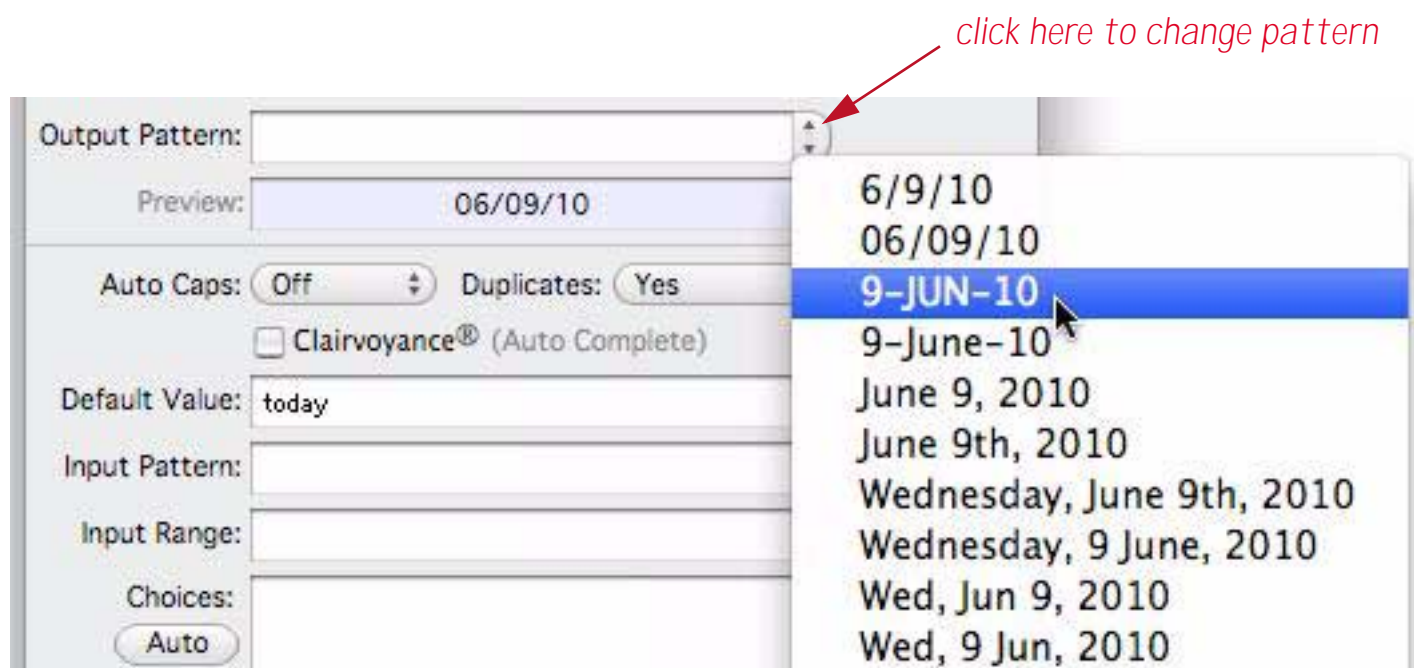 click here to change pattern
Output Pattern:
Preview: 06/09/10
Auto Caps: Off Duplicates: Yes
Clairvoyance® (Auto Complete)
Default Value: today
Input Pattern:
Input Range:
Choices:
Auto
6/9/10
06/09/10
9-JUN-10
9-June-10
June 9, 2010
June 9th, 2010
Wednesday, June 9th, 2010
Wednesday, 9 June, 2010
Wed, Jun 9, 2010
Wed, 9 Jun, 2010